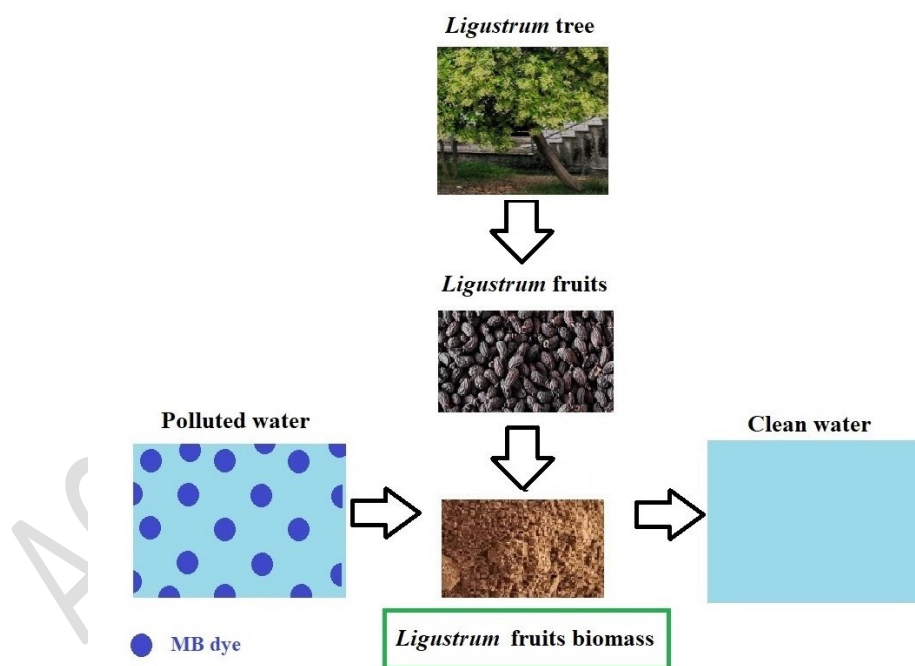 Ligustrum tree
Ligustrum fruits
Polluted water
Clean water
MB dye
Ligustrum fruits biomass